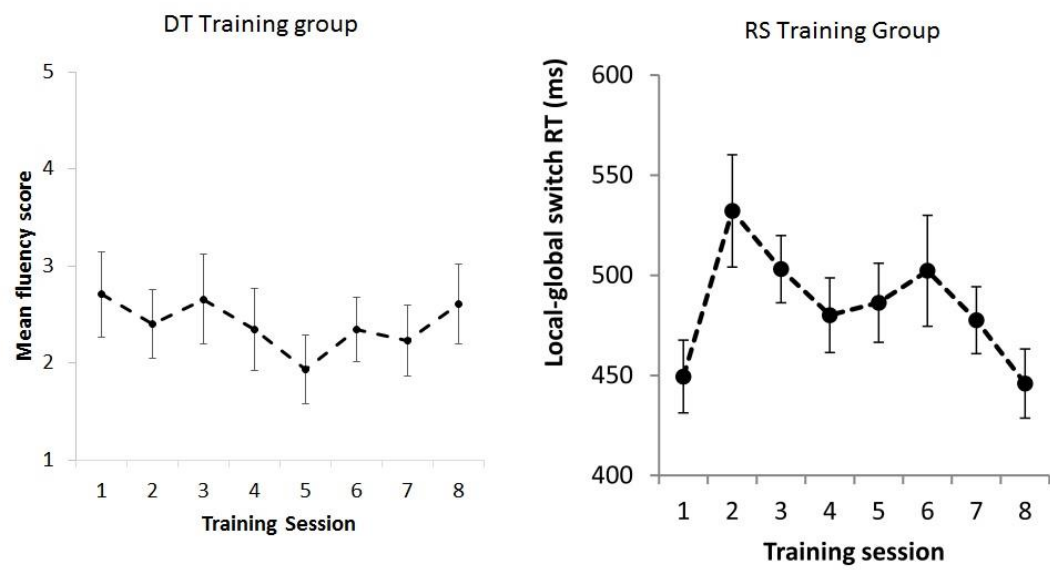 DT Training group
5
4
3
2
1
Mean fluency score
1 2 3 4 5 6 7 8
Training Session
RS Training Group
600
550
500
450
400
Local-global switch RT (ms)
1 2 3 4 5 6 7 8
Training session